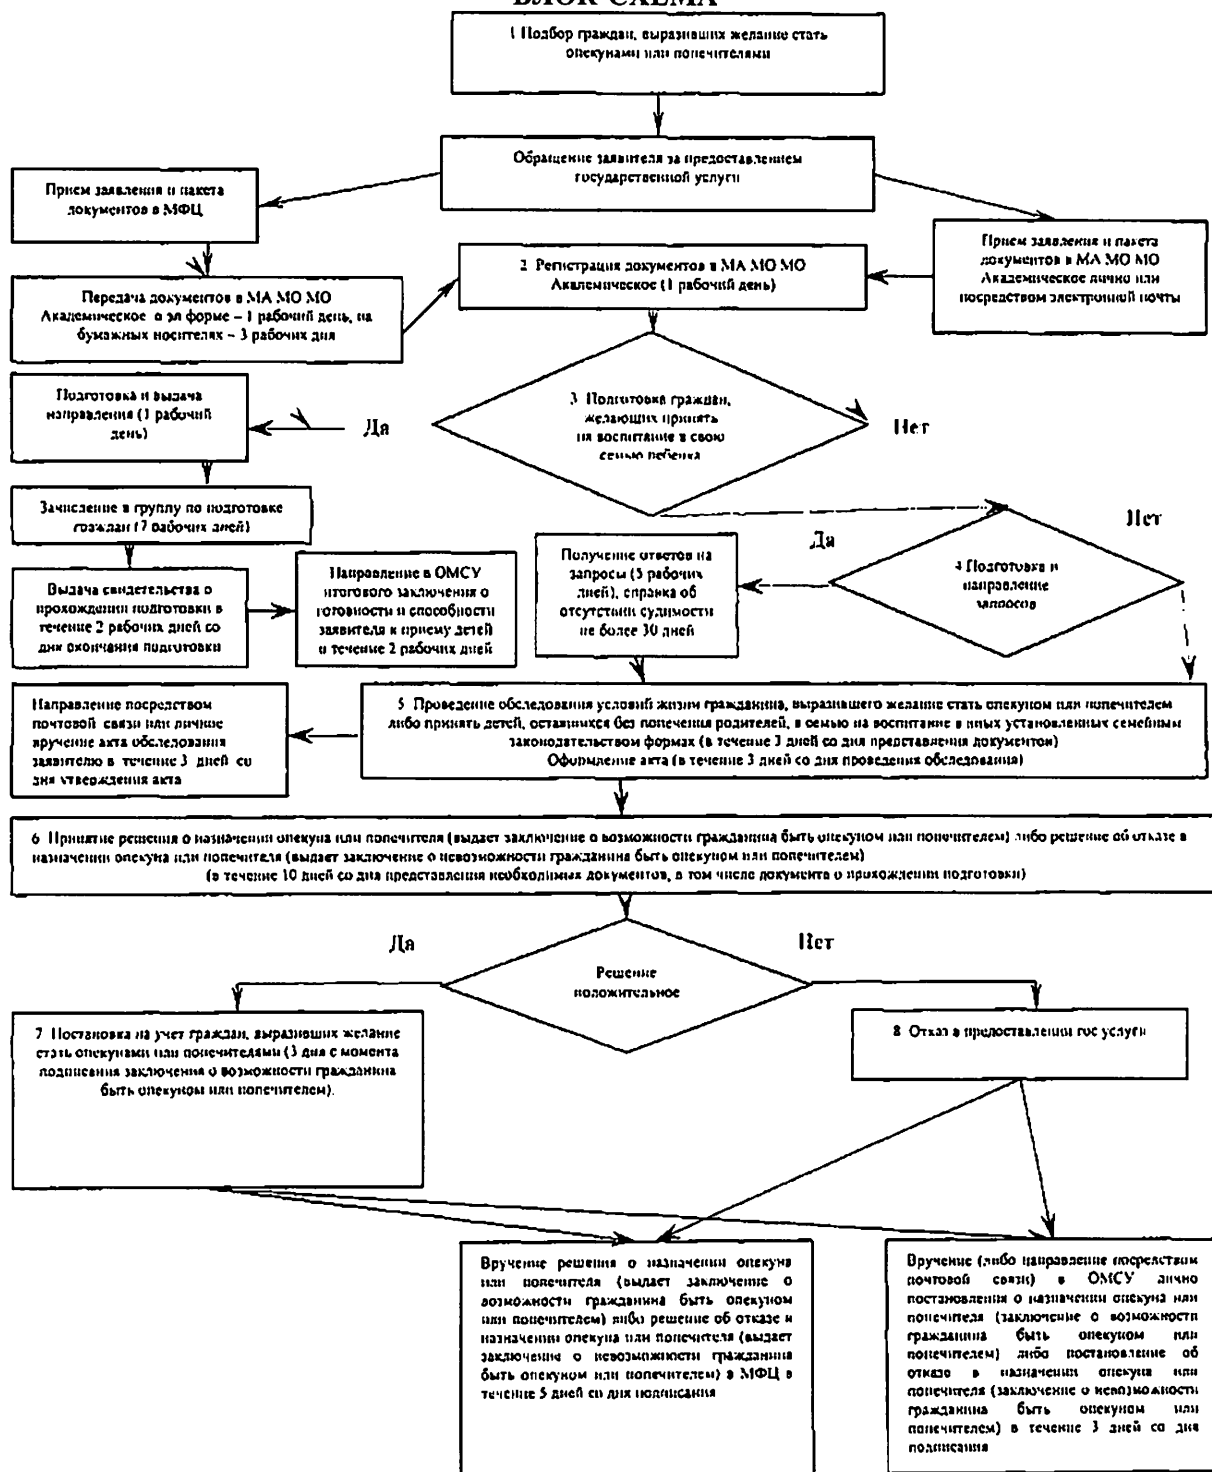 БЛОК-СХЕМА
1 Подбор граждан, выразивших желание стать
опекунами или попечителями
Обращение заявителя за предоставлением
государственной услуги
Прием заявления и пакета
документов в МФЦ
Прием заявления и пакета
документов в МА МО МО
Академическое лично или
посредством электронной почты
2 Регистрация документов в МА МО МО
Академическое (1 рабочий день)
Передача документов в МА МО МО
Академическое в эл форме – 1 рабочий день, на
бумажных носителях – 3 рабочих дня
Подготовка и выдача
направления (1 рабочий
день)
Да
3 Подготовка граждан,
желающих принять
на воспитание в свою
семью ребенка
Нет
Зачисление в группу по подготовке
граждан (7 рабочих дней)
Выдача свидетельства о
прохождении подготовки в
течение 2 рабочих дней со
дня окончания подготовки
Направление в ОМСУ
итогового заключения о
готовности и способности
заявителя к приему детей
в течение 2 рабочих дней
Получение ответов на
запросы (5 рабочих
дней), справка об
отсутствии судимости
не более 30 дней
Да
4 Подготовка и
направление
запросов
Нет
Направление посредством
почтовой связи или личное
вручение акта обследования
заявителю в течение 3 дней со
дня утверждения акта
5 Проведение обследования условий жизни гражданина, выразившего желание стать опекуном или попечителем
либо принять детей, оставшихся без попечения родителей, в семью на воспитание в иных установленных семейным
законодательством формах (в течение 3 дней со дня представления документов)
Оформление акта (в течение 3 дней со дня проведения обследования)
6 Принятие решения о назначении опекуна или попечителя (выдает заключение о возможности гражданина быть опекуном или попечителем) либо решение об отказе в
назначении опекуна или попечителя (выдает заключение о невозможности гражданина быть опекуном или попечителем)
(в течение 10 дней со дня представления необходимых документов, в том числе документа о прохождении подготовки)
Да
Решение
положительное
Нет
7 Постановка на учет граждан, выразивших желание
стать опекунами или попечителями (3 дня с момента
подписания заключения о возможности гражданина
быть опекуном или попечителем).
8 Отказ в предоставлении гос услуги
Вручение решения о назначении опекуна
или попечителя (выдает заключение о
возможности гражданина быть опекуном
или попечителем) либо решение об отказе в
назначении опекуна или попечителя (выдает
заключение о невозможности гражданина
быть опекуном или попечителем) в МФЦ в
течение 5 дней со дня подписания
Вручение (либо направление посредством
почтовой связи) в ОМСУ лично
постановления о назначении опекуна или
попечителя (заключение о возможности
гражданина быть опекуном или
попечителем) либо постановление об
отказе в назначении опекуна или
попечителя (заключение о невозможности
гражданина быть опекуном или
попечителем) в течение 3 дней со дня
подписания